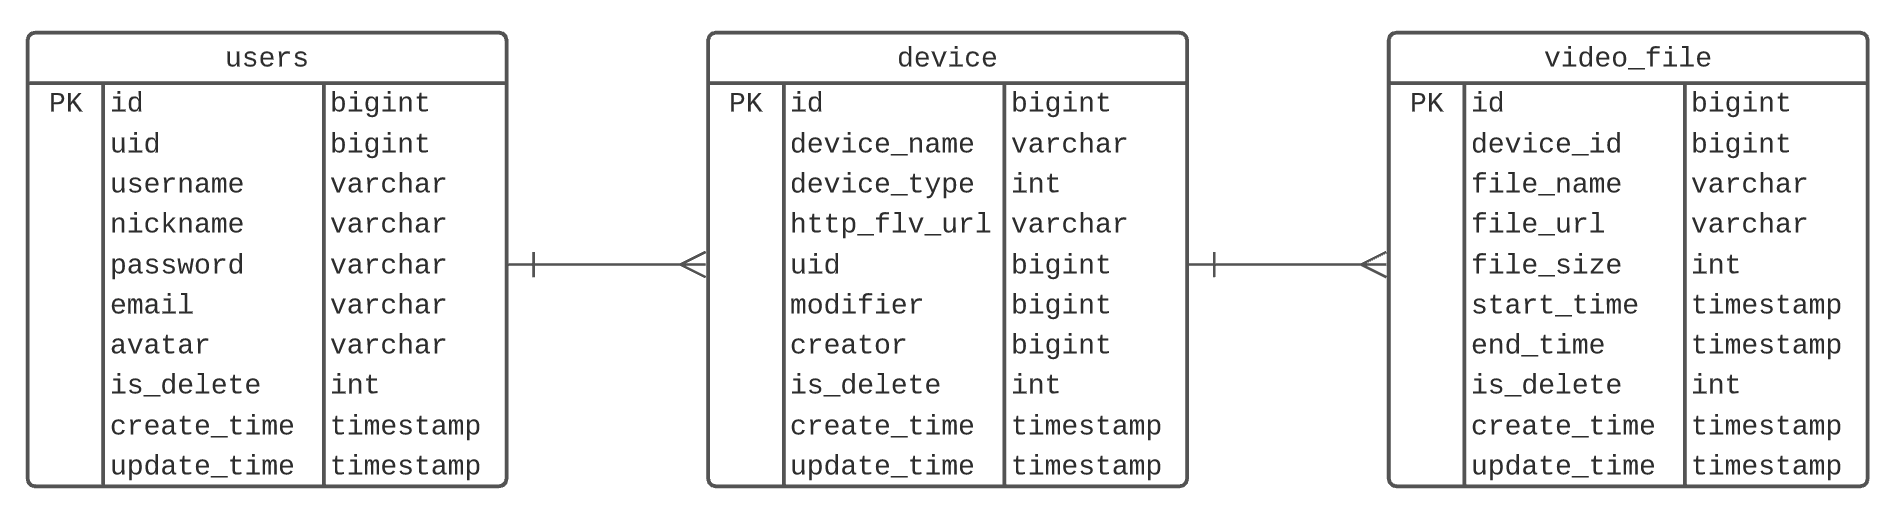 users
PK id bigint
uid bigint
username varchar
nickname varchar
password varchar
email varchar
avatar varchar
is_delete int
create_time timestamp
update_time timestamp
device
PK id bigint
device_name varchar
device_type int
http_flv_url varchar
uid bigint
modifier bigint
creator bigint
is_delete int
create_time timestamp
update_time timestamp
video_file
PK id bigint
device_id bigint
file_name varchar
file_url varchar
file_size int
start_time timestamp
end_time timestamp
is_delete int
create_time timestamp
update_time timestamp